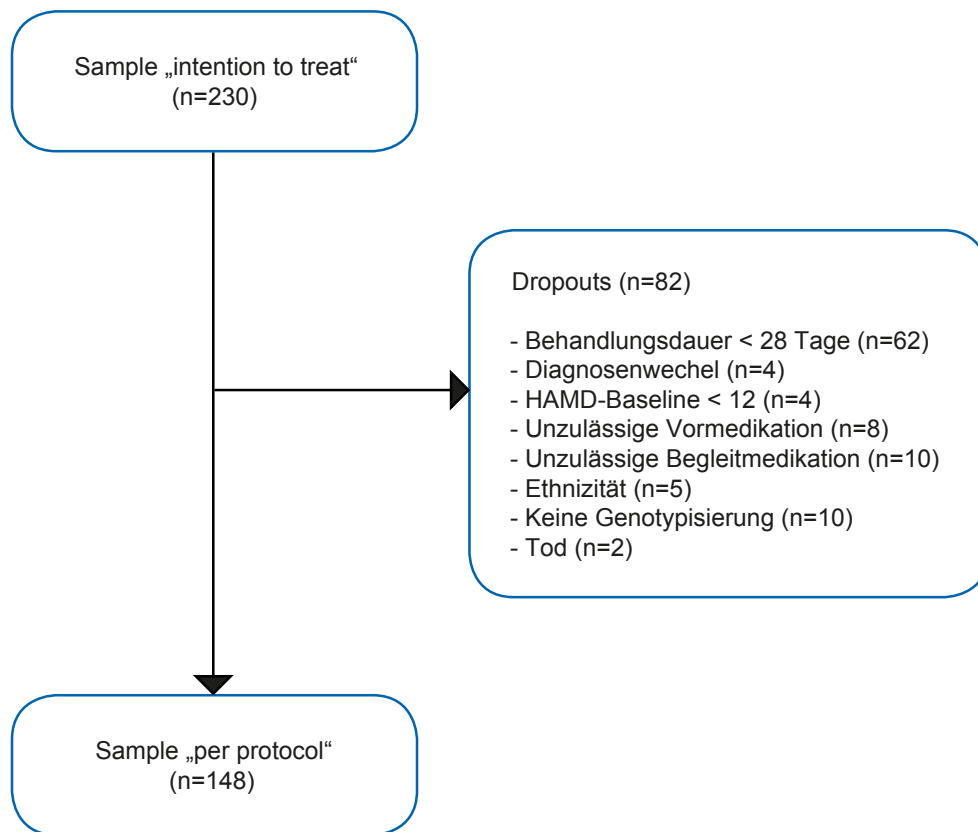 Sample „intention to treat“
(n=230)
Dropouts (n=82)
- Behandlungsdauer < 28 Tage (n=62)
- Diagnosenwechel (n=4)
- HAMD-Baseline < 12 (n=4)
- Unzulässige Vormedikation (n=8)
- Unzulässige Begleitmedikation (n=10)
- Ethnizität (n=5)
- Keine Genotypisierung (n=10)
- Tod (n=2)
Sample „per protocol“
(n=148)